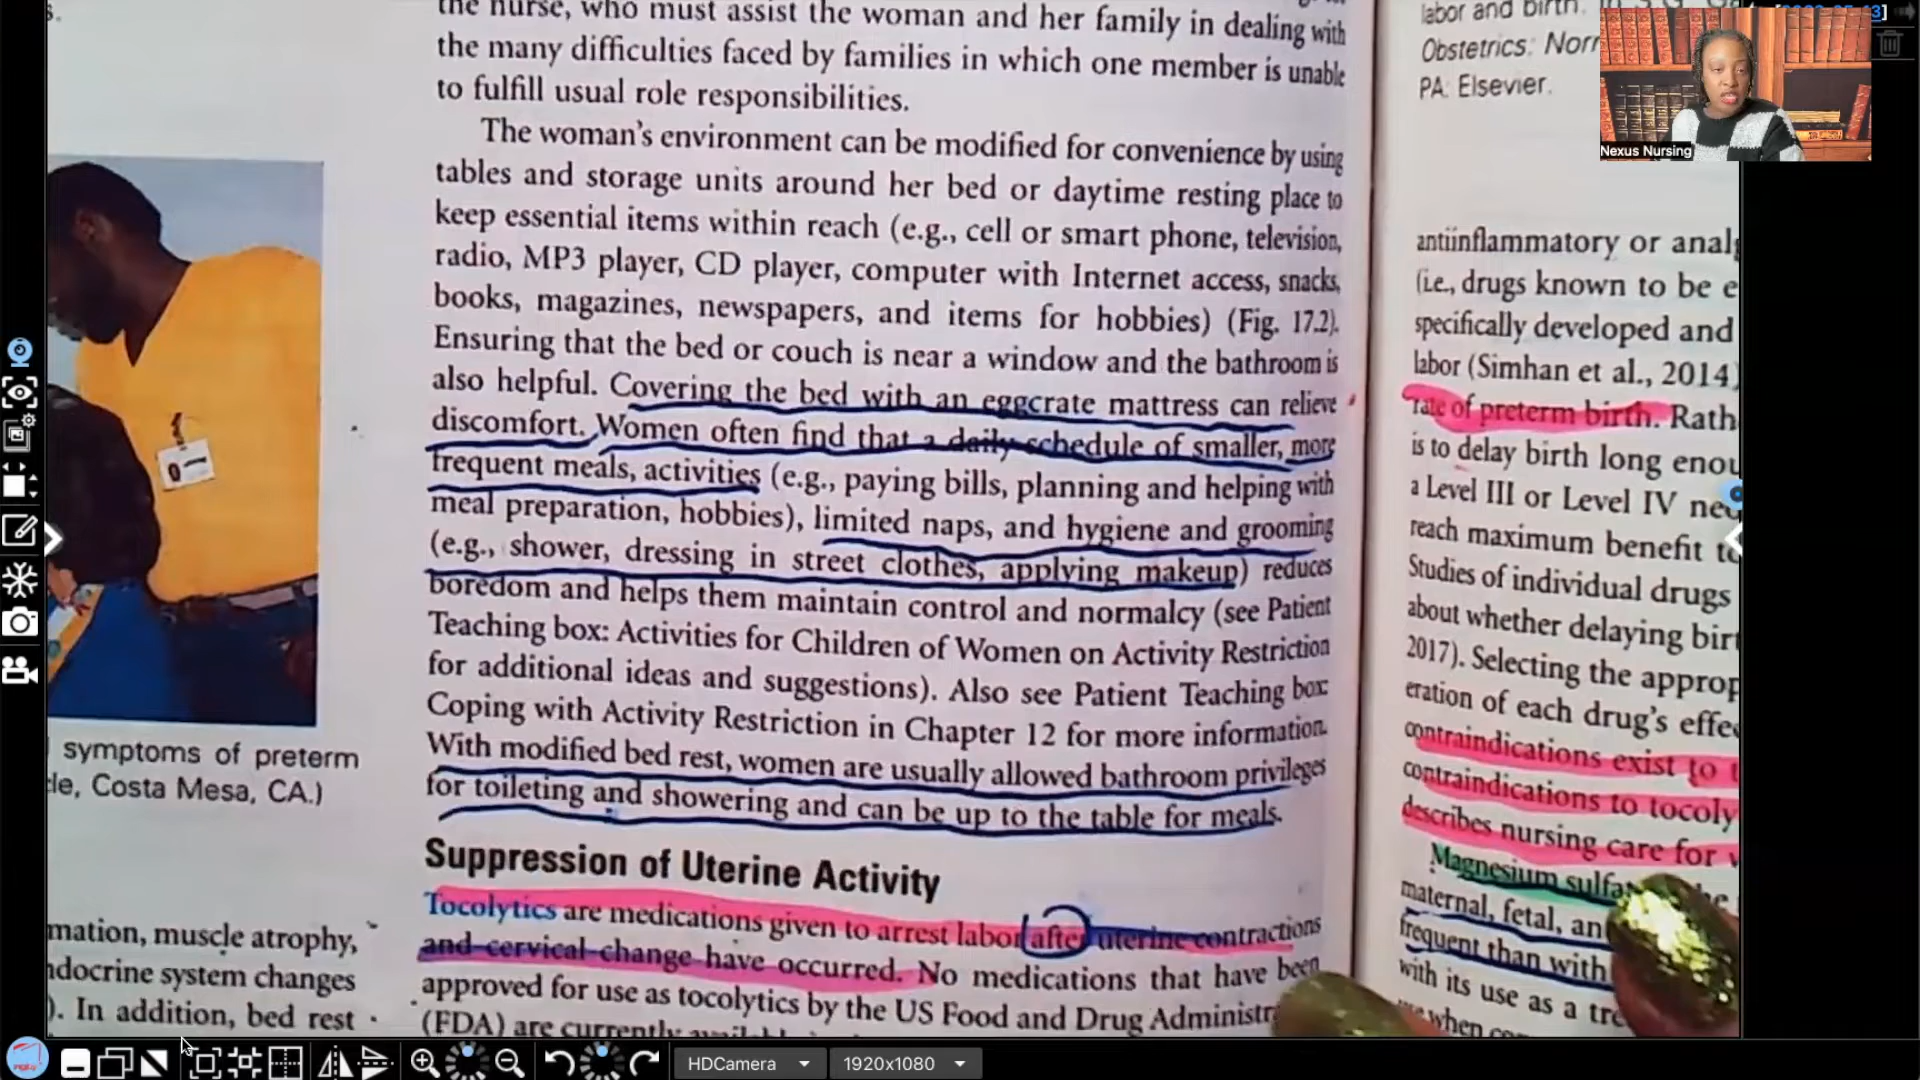 s.
the nurse, who must assist the woman and her family in dealing with
the many difficulties faced by families in which one member is unable
to fulfill usual role responsibilities.
The woman's environment can be modified for convenience by using
tables and storage units around her bed or daytime resting place to
keep essential items within reach (e.g., cell or smart phone, television,
radio, MP3 player, CD player, computer with Internet access, snacks,
books, magazines, newspapers, and items for hobbies) (Fig. 17.2).
Ensuring that the bed or couch is near a window and the bathroom is
also helpful. Covering the bed with an eggcrate mattress can relieve
discomfort. Women often find that a daily schedule of smaller, more
frequent meals, activities (e.g., paying bills, planning and helping with
meal preparation, hobbies), limited naps, and hygiene and grooming
(e.g., shower, dressing in street clothes, applying makeup) reduces
boredom and helps them maintain control and normalcy (see Patient
Teaching box: Activities for Children of Women on Activity Restriction
for additional ideas and suggestions). Also see Patient Teaching box:
Coping with Activity Restriction in Chapter 12 for more information.
With modified bed rest, women are usually allowed bathroom privileges
for toileting and showering and can be up to the table for meals.
Suppression of Uterine Activity
Tocolytics are medications given to arrest labor after uterine contractions
and cervical change have occurred. No medications that have been
approved for use as tocolytics by the US Food and Drug Administr
(FDA) are currently
symptoms of preterm
le, Costa Mesa, CA.)
mation, muscle atrophy,
ndocrine system changes
). In addition, bed rest
labor and birth. In S.G. Ga
Obstetrics: Norr
PA: Elsevier.
antiinflammatory or analg
(i.e., drugs known to be e
specifically developed and
labor (Simhan et al., 2014)
rate of preterm birth. Rath
is to delay birth long enou
a Level III or Level IV neo
reach maximum benefit to
Studies of individual drugs
about whether delaying birt
2017). Selecting the approp
eration of each drug's effec
contraindications exist to t
contraindications to tocoly
describes nursing care for w
Magnesium sulfa
maternal, fetal, an
frequent than with
with its use as a tre
when con
Nexus Nursing
HDCamera
1920x1080